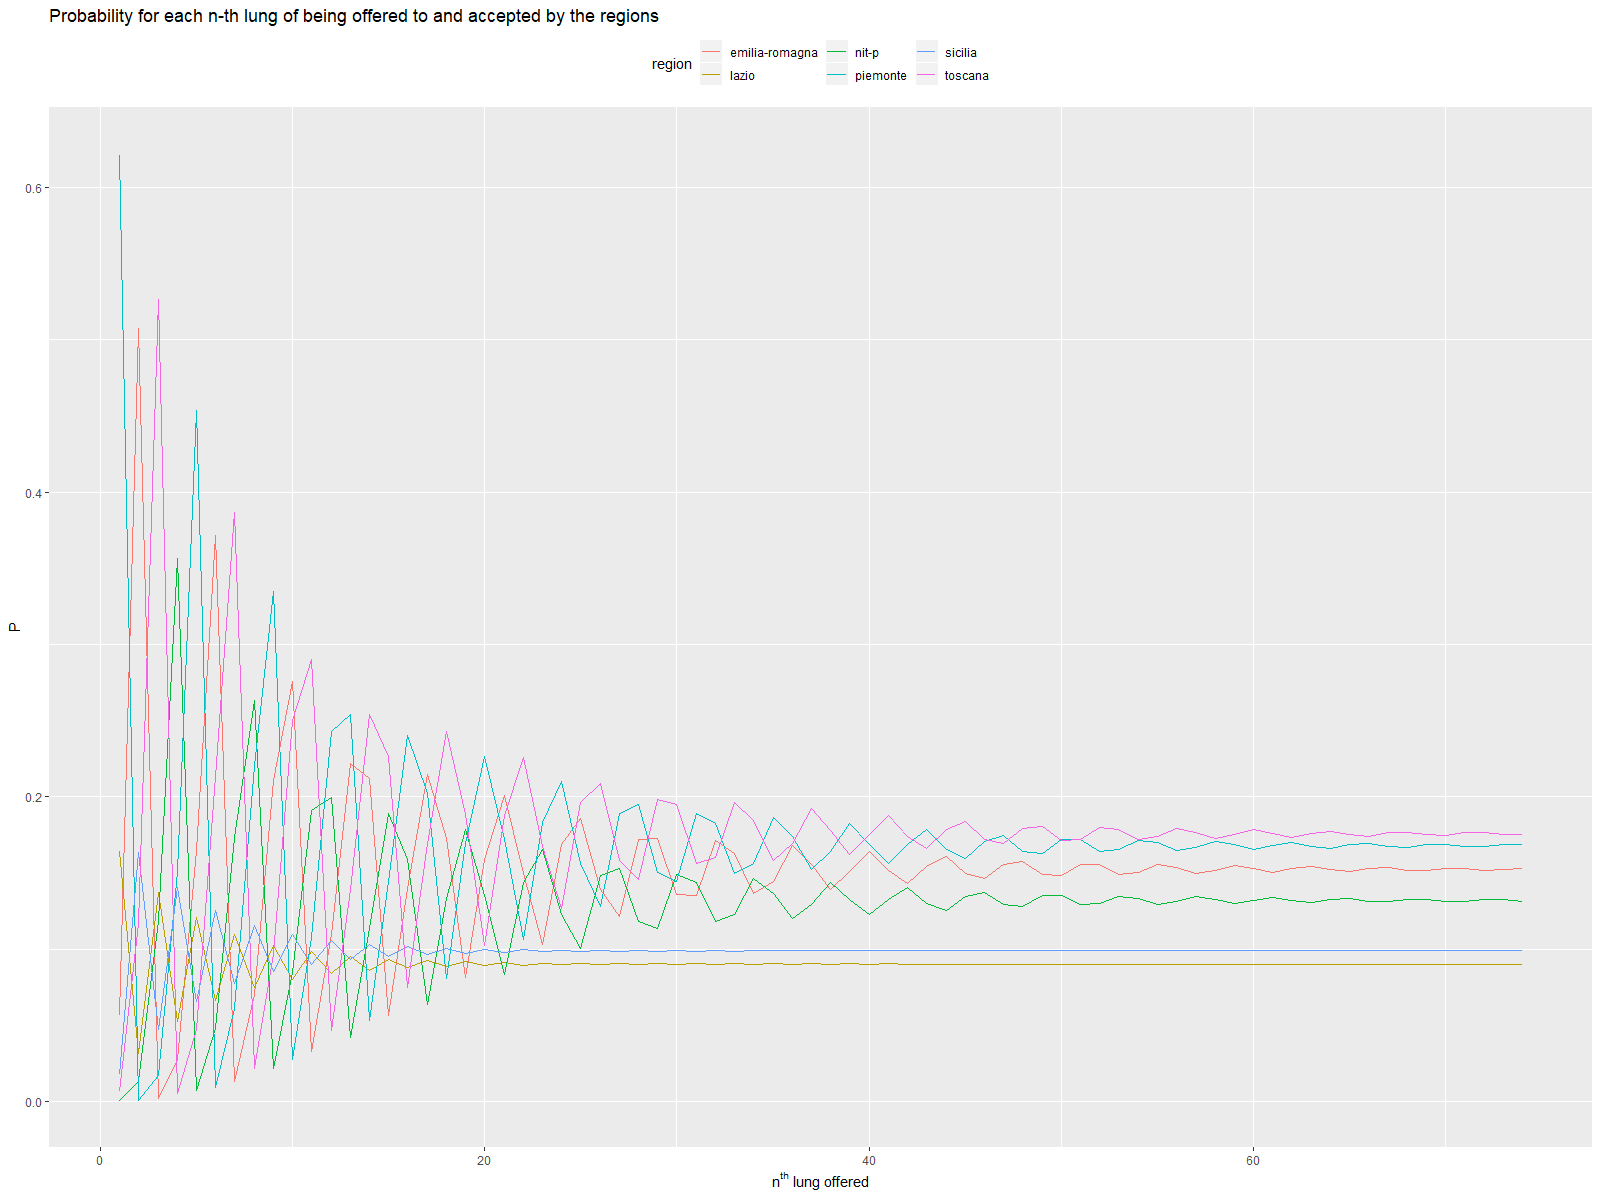 Probability for each n-th lung of being offered to and accepted by the regions
region
emilia-romagna nit-p sicilia
lazio piemonte toscana
0.6
0.4
P
0.2
0.0
0 20 40 60
nth lung offered